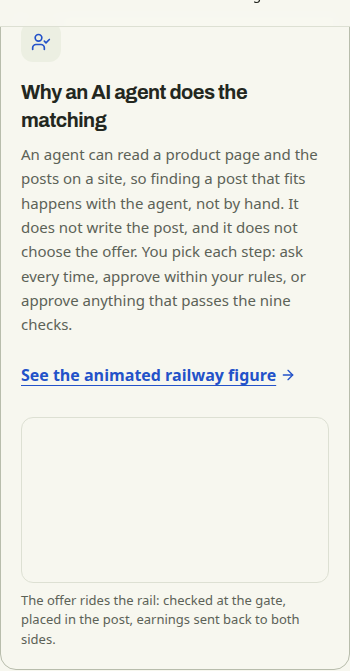 Why an AI agent does the
matching
An agent can read a product page and the
posts on a site, so finding a post that fits
happens with the agent, not by hand. It
does not write the post, and it does not
choose the offer. You pick each step: ask
every time, approve within your rules, or
approve anything that passes the nine
checks.
See the animated railway figure →
The offer rides the rail: checked at the gate,
placed in the post, earnings sent back to both
sides.